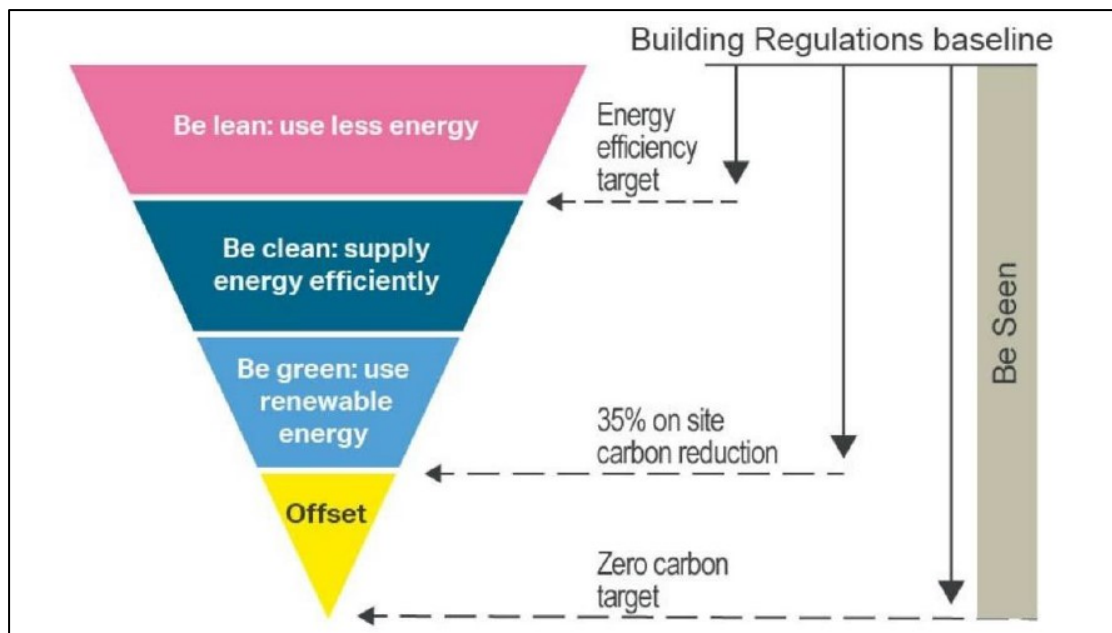 Building Regulations baseline
Be lean: use less energy
Energy
efficiency
target
Be clean: supply
energy efficiently
Be green: use
renewable
energy
35% on site
carbon reduction
Offset
Zero carbon
target
Be Seen